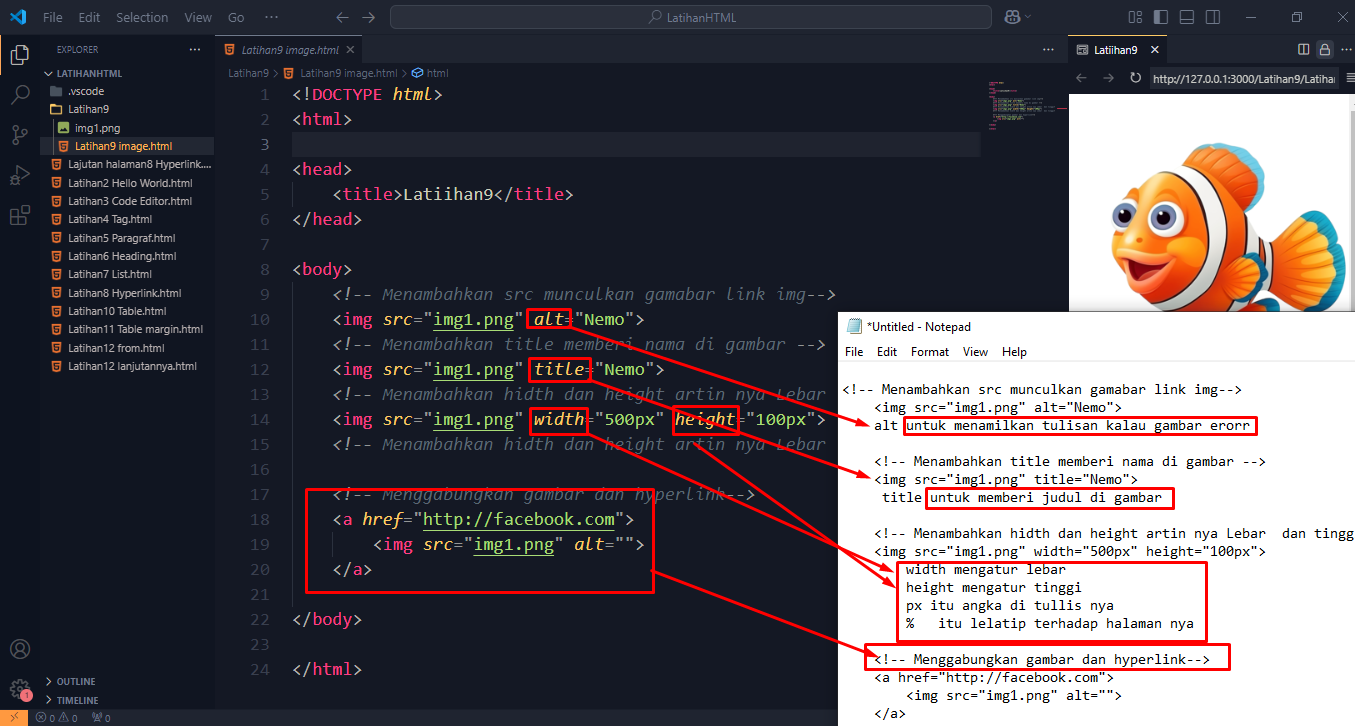 File Edit Selection View Go ··· LatihanHTML
EXPLORER ···
LATIHANHTML
.vscode
Latihan9
img1.png
Latihan9 image.html
Lajutan halaman8 Hyperlink....
Latihan2 Hello World.html
Latihan3 Code Editor.html
Latihan4 Tag.html
Latihan5 Paragraf.html
Latihan6 Heading.html
Latihan7 List.html
Latihan8 Hyperlink.html
Latihan10 Table.html
Latihan11 Table margin.html
Latihan12 from.html
Latihan12 lanjutannya.html
OUTLINE
TIMELINE
1
0 0 0
Latihan9 image.html
Latihan9 > Latihan9 image.html > html
1 <!DOCTYPE html>
2 <html>
3
4 <head>
5 <title>Latiihan9</title>
6 </head>
7
8 <body>
9 <!-- Menambahkan src munculkan gamabar link img-->
10 <img src="img1.png" alt="Nemo">
11 <!-- Menambahkan title memberi nama di gambar -->
12 <img src="img1.png" title="Nemo">
13 <!-- Menambahkan hidth dan height artin nya Lebar
14 <img src="img1.png" width="500px" height="100px">
15 <!-- Menambahkan hidth dan height artin nya Lebar
16
17 <!-- Menggabungkan gambar dan hyperlink-->
18 <a href="http://facebook.com">
19 <img src="img1.png" alt="">
20 </a>
21
22 </body>
23
24 </html>
Latiihan9
http://127.0.0.1:3000/Latihan9/Latiha
*Untitled - Notepad
File Edit Format View Help
<!-- Menambahkan src munculkan gamabar link img-->
<img src="img1.png" alt="Nemo">
alt untuk menamilkan tulisan kalau gambar erorr
<!-- Menambahkan title memberi nama di gambar -->
<img src="img1.png" title="Nemo">
title untuk memberi judul di gambar
<!-- Menambahkan hidth dan height artin nya Lebar dan tingg
<img src="img1.png" width="500px" height="100px">
width mengatur lebar
height mengatur tinggi
px itu angka di tullis nya
% itu lelatip terhadap halaman nya
<!-- Menggabungkan gambar dan hyperlink-->
<a href="http://facebook.com">
<img src="img1.png" alt="">
</a>